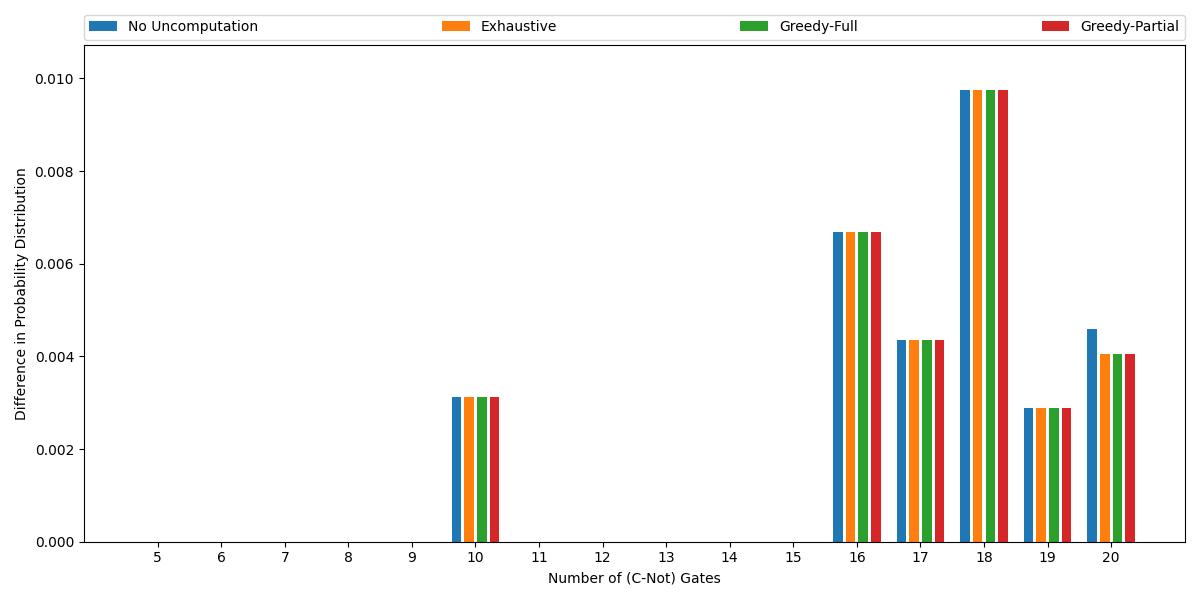 No Uncomputation Exhaustive Greedy-Full Greedy-Partial
0.010
0.008
0.006
0.004
0.002
0.000
Difference in Probability Distribution
5 6 7 8 9 10 11 12 13 14 15 16 17 18 19 20
Number of (C-Not) Gates